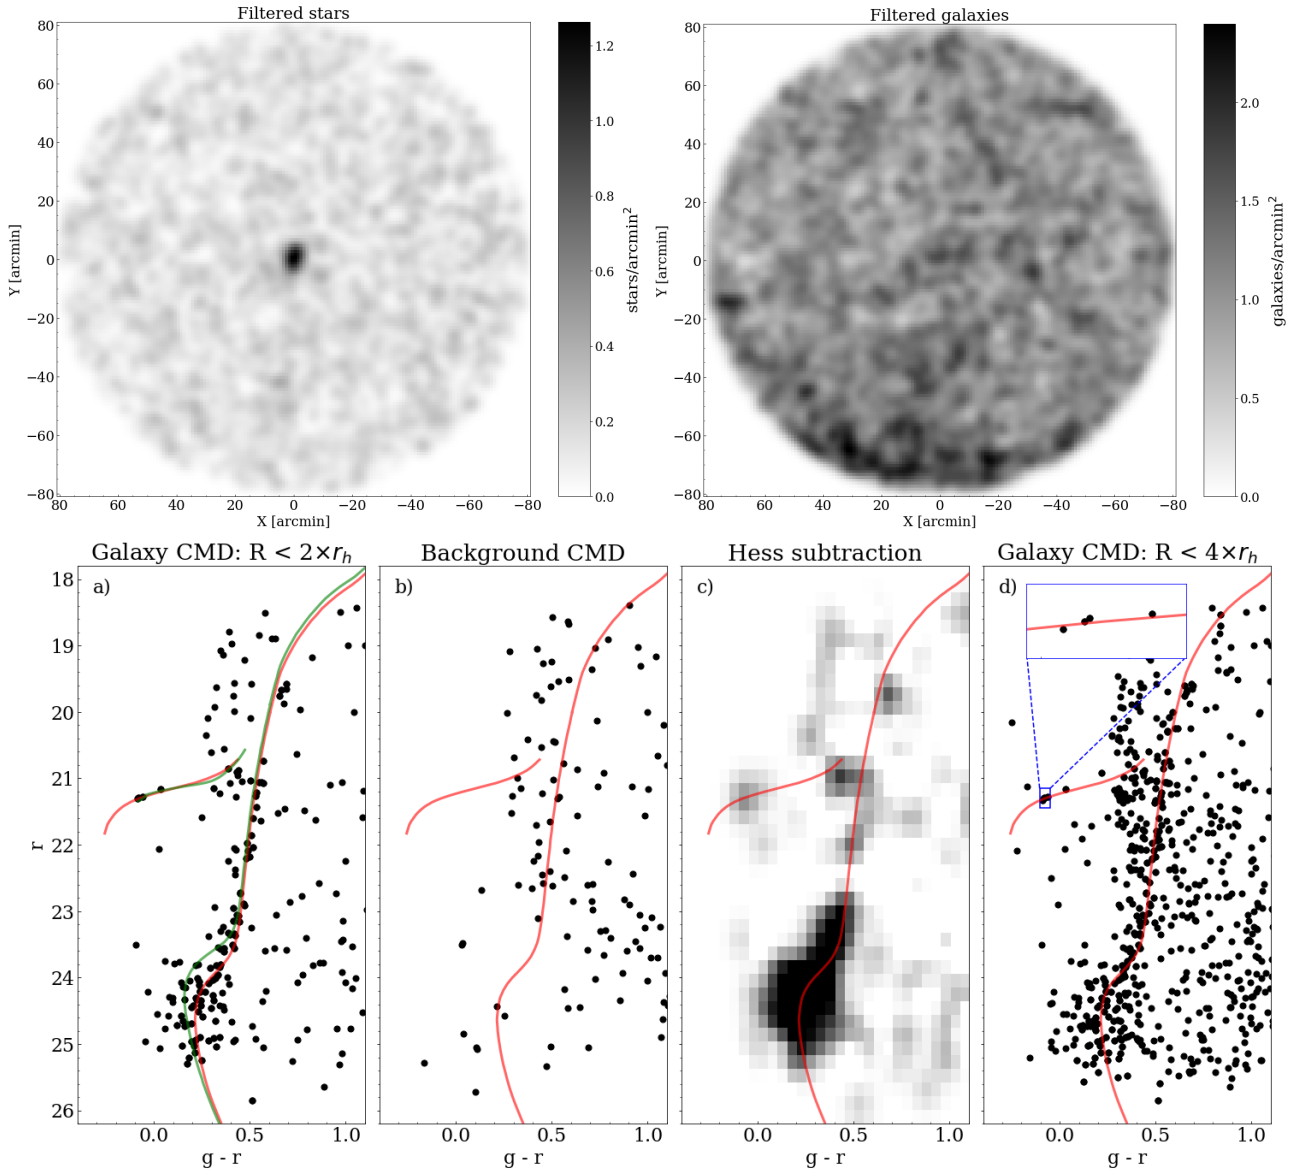 Filtered stars
Filtered galaxies
80
60
40
20
0
−20
−40
−60
−80
Y [arcmin]
80 60 40 20 0 −20 −40 −60 −80
X [arcmin]
1.2
1.0
0.8
0.6
0.4
0.2
0.0
stars/arcmin²
80
60
40
20
0
−20
−40
−60
−80
Y [arcmin]
80 60 40 20 0 −20 −40 −60 −80
X [arcmin]
2.0
1.5
1.0
0.5
0.0
galaxies/arcmin²
Galaxy CMD: R < 2×r_h
Background CMD
Hess subtraction
Galaxy CMD: R < 4×r_h
a)
b)
c)
d)
18
19
20
21
22
23
24
25
26
r
0.0 0.5 1.0
g - r
0.0 0.5 1.0
g - r
0.0 0.5 1.0
g - r
0.0 0.5 1.0
g - r